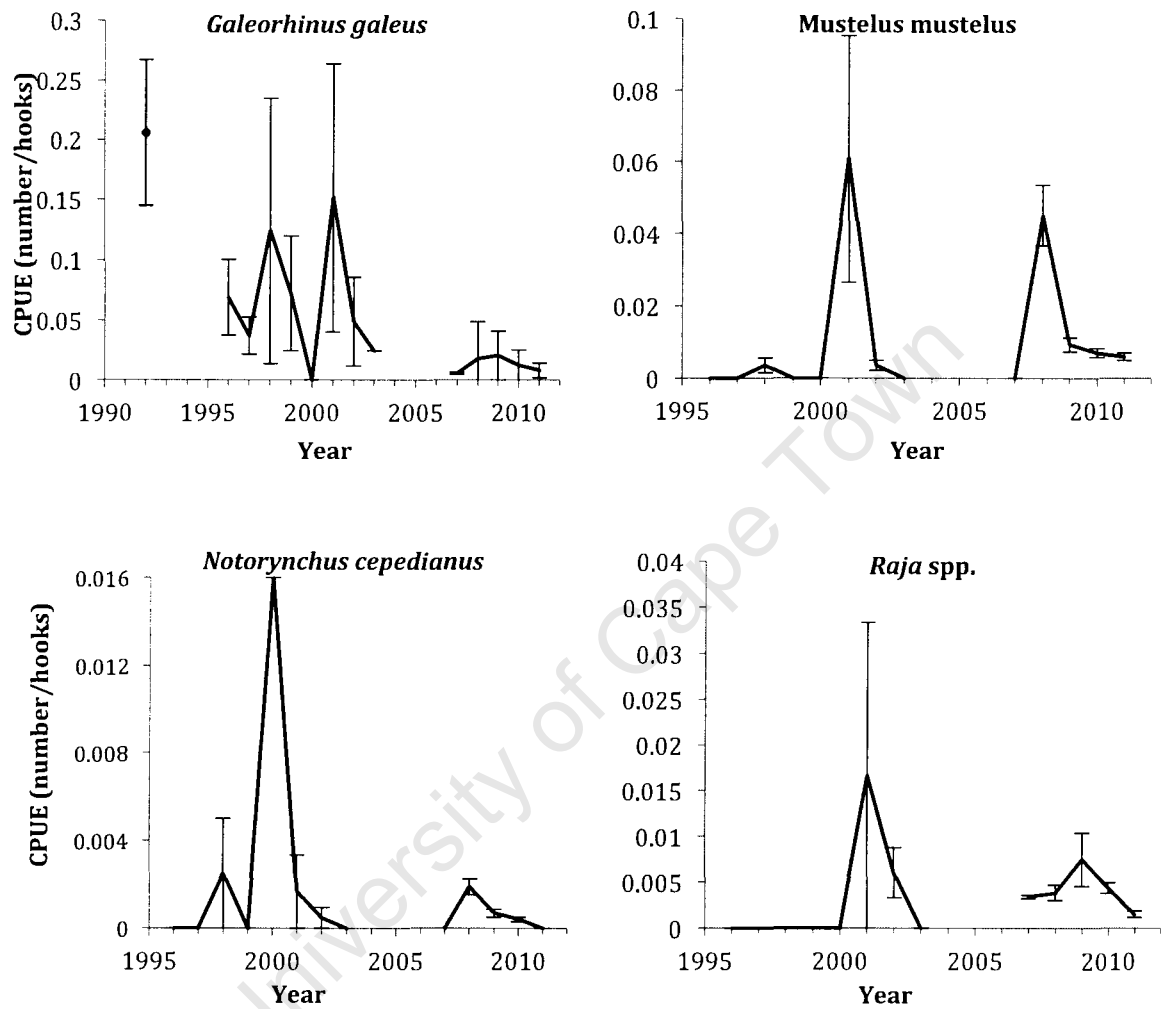 Galeorhinus galeus
0.3
0.25
0.2
0.15
0.1
0.05
0
CPUE (number/hooks)
1990 1995 2000 2005 2010
Year
Mustelus mustelus
0.1
0.08
0.06
0.04
0.02
0
1995 2000 2005 2010
Year
Notorynchus cepedianus
0.016
0.012
0.008
0.004
0
CPUE (number/hooks)
1995 2000 2005 2010
Year
Raja spp.
0.04
0.035
0.03
0.025
0.02
0.015
0.01
0.005
0
1995 2000 2005 2010
Year
University of Cape Town